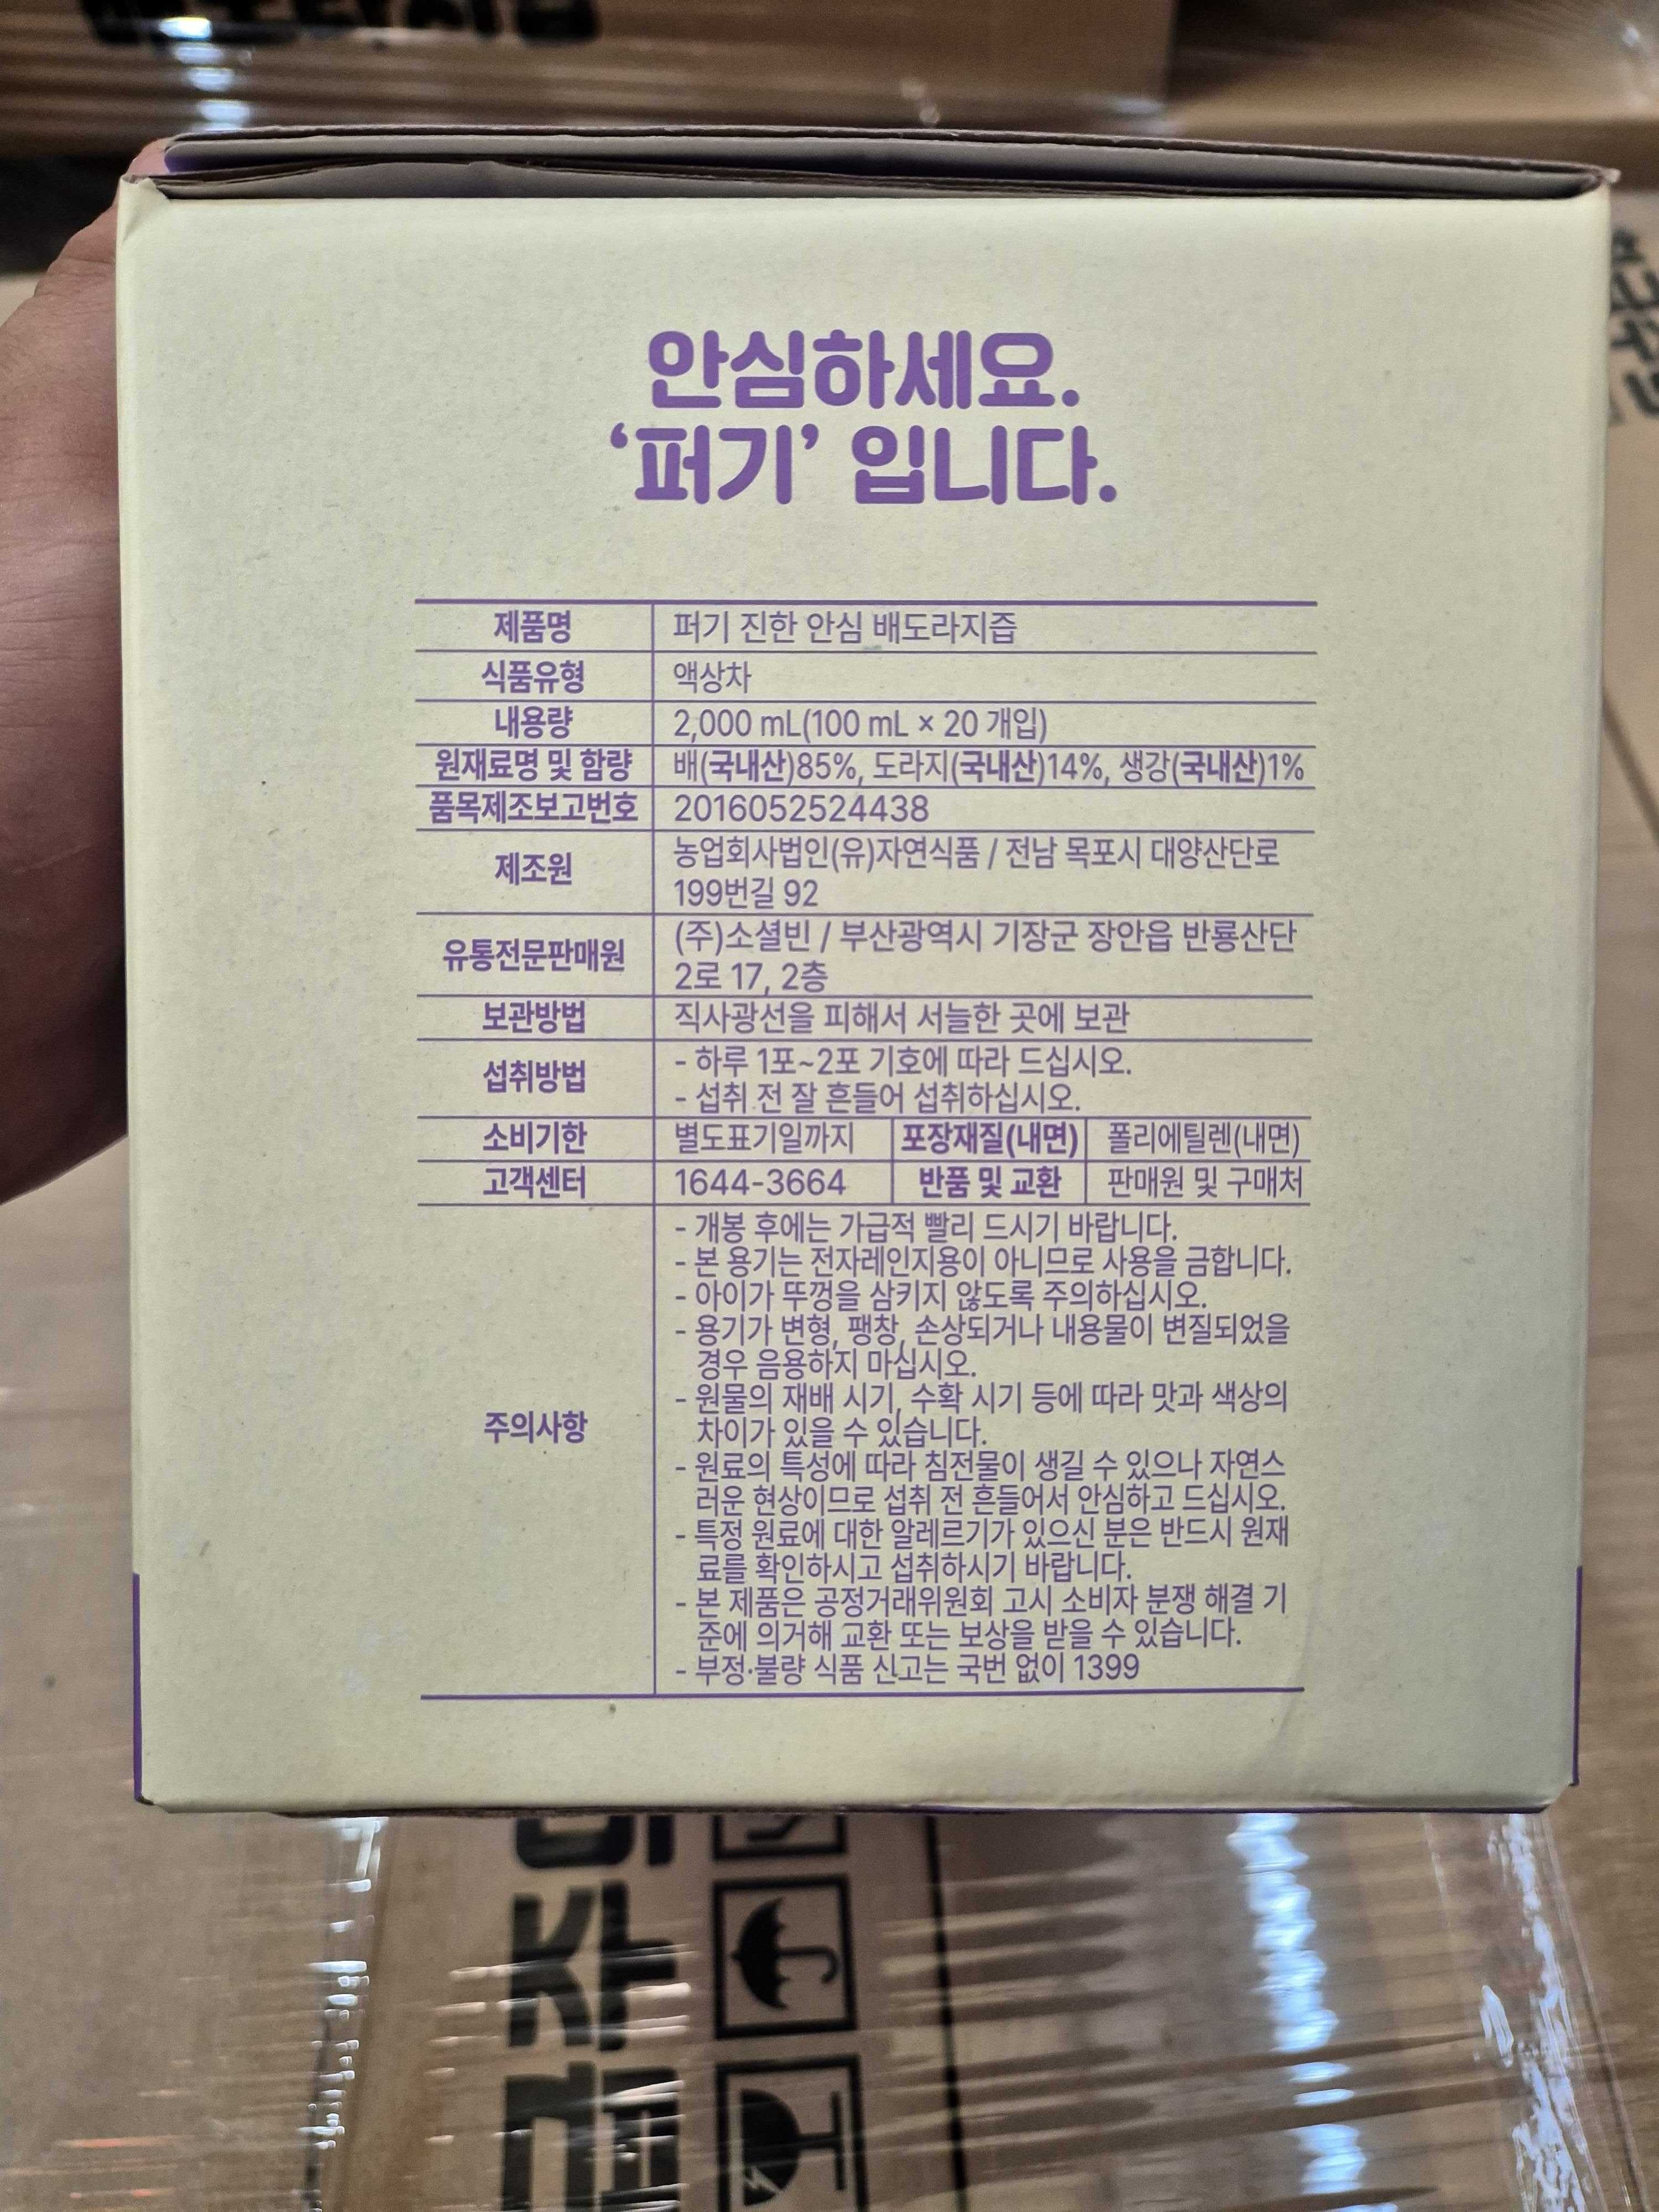 안심하세요.
‘퍼기’ 입니다.
제품명 퍼기 진한 안심 배도라지즙
식품유형 액상차
내용량 2,000 mL(100 mL × 20 개입)
원재료명 및 함량 배(국내산)85%, 도라지(국내산)14%, 생강(국내산)1%
품목제조보고번호 2016052524438
제조원 농업회사법인(유)자연식품 / 전남 목포시 대양산단로
199번길 92
유통전문판매원 (주)소셜빈 / 부산광역시 기장군 장안읍 반룡산단
2로 17, 2층
보관방법 직사광선을 피해서 서늘한 곳에 보관
섭취방법 - 하루 1포~2포 기호에 따라 드십시오.
- 섭취 전 잘 흔들어 섭취하십시오.
소비기한 별도표기일까지 포장재질(내면) 폴리에틸렌(내면)
고객센터 1644-3664 반품 및 교환 판매원 및 구매처
주의사항
- 개봉 후에는 가급적 빨리 드시기 바랍니다.
- 본 용기는 전자레인지용이 아니므로 사용을 금합니다.
- 아이가 뚜껑을 삼키지 않도록 주의하십시오.
- 용기가 변형, 팽창, 손상되거나 내용물이 변질되었을
경우 음용하지 마십시오.
- 원물의 재배 시기, 수확 시기 등에 따라 맛과 색상의
차이가 있을 수 있습니다.
- 원료의 특성에 따라 침전물이 생길 수 있으나 자연스
러운 현상이므로 섭취 전 흔들어서 안심하고 드십시오.
- 특정 원료에 대한 알레르기가 있으신 분은 반드시 원재
료를 확인하시고 섭취하시기 바랍니다.
- 본 제품은 공정거래위원회 고시 소비자 분쟁 해결 기
준에 의거해 교환 또는 보상을 받을 수 있습니다.
- 부정·불량 식품 신고는 국번 없이 1399